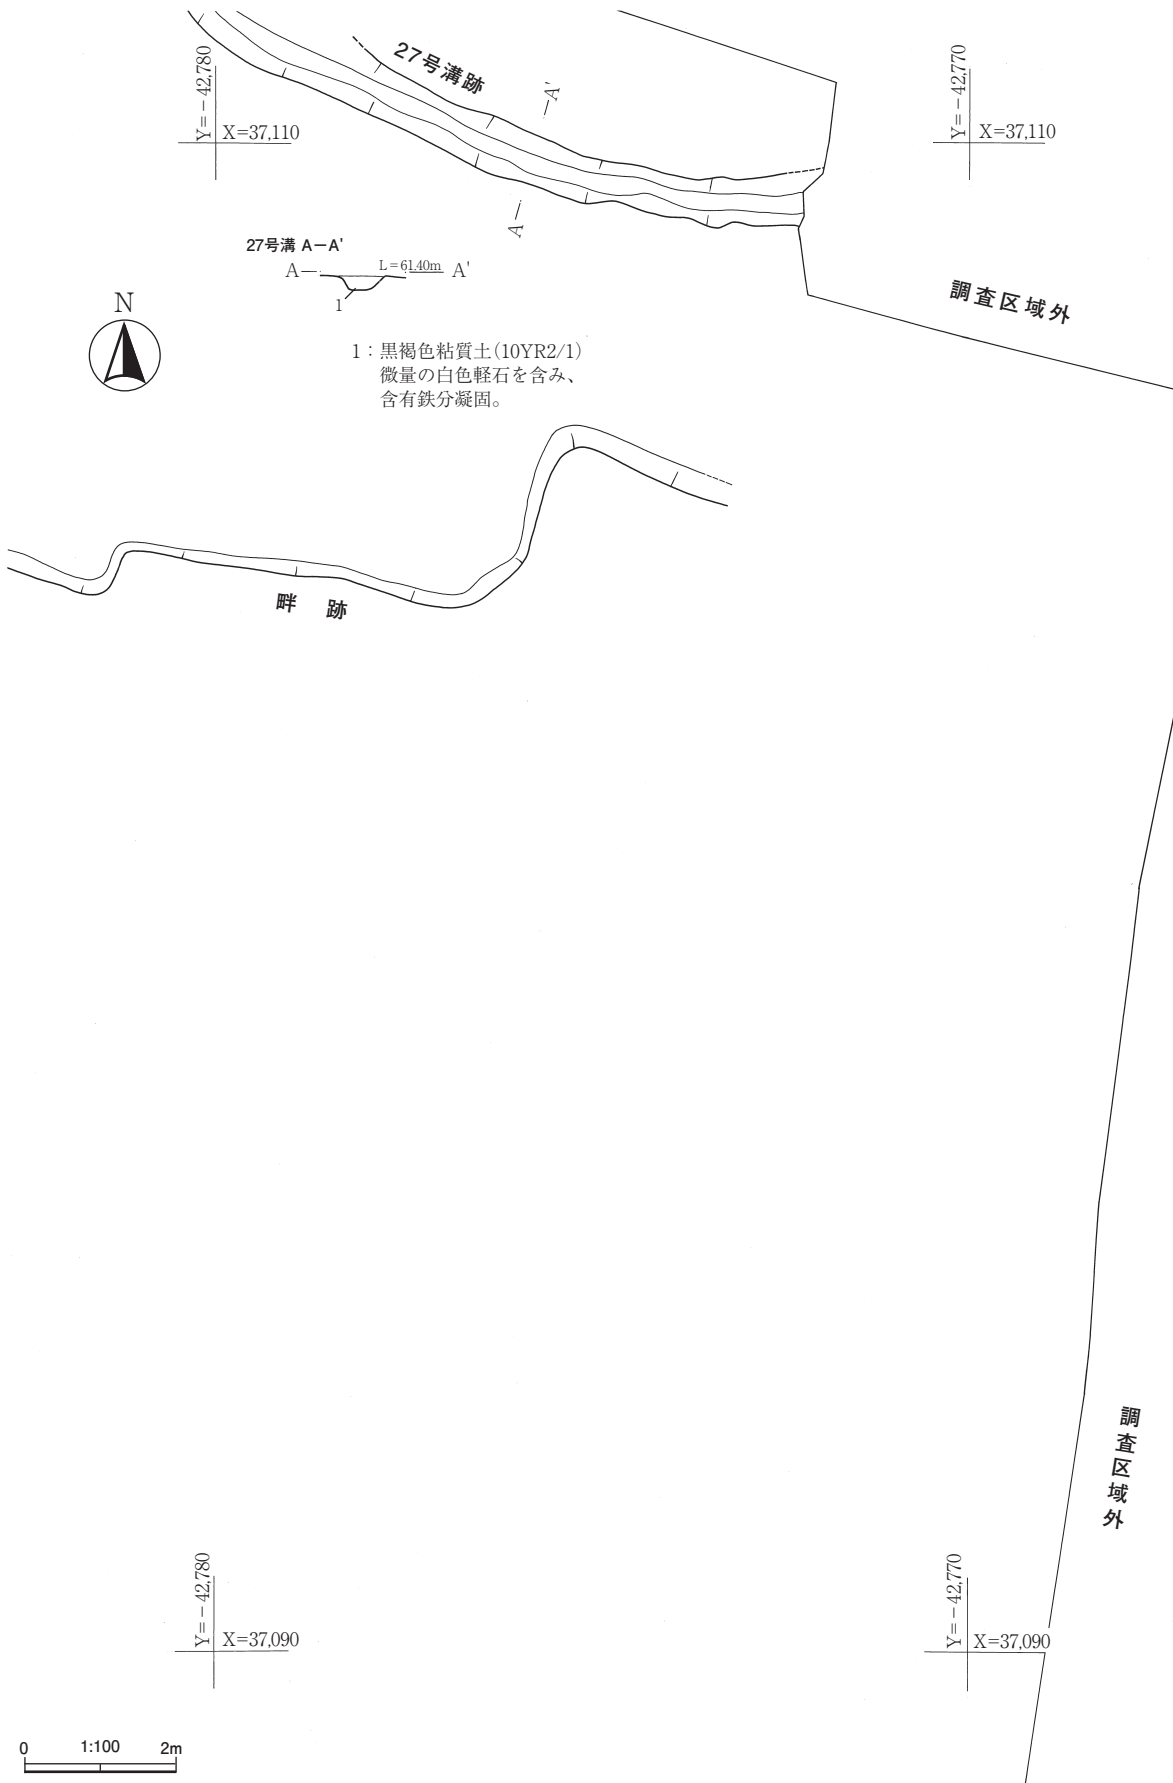 27号溝跡
A'
A
Y=－42,780
X=37,110
Y=－42,770
X=37,110
27号溝 A－A'
A－ L=61.40m A'
1
N
1：黒褐色粘質土(10YR2/1)
微量の白色軽石を含み、
含有鉄分凝固。
調査区域外
畔 跡
調査区域外
Y=－42,780
X=37,090
Y=－42,770
X=37,090
0 1:100 2m